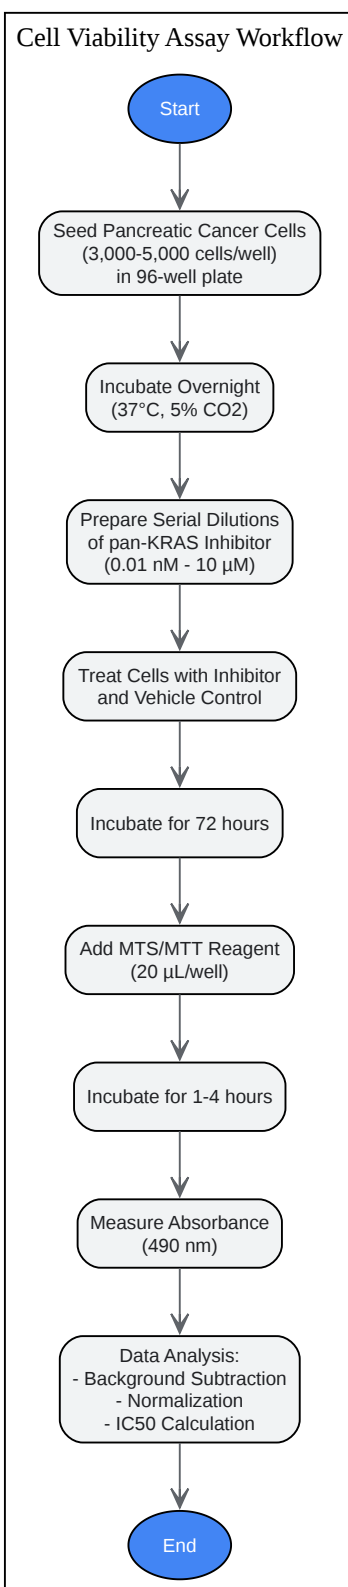 Cell Viability Assay Workflow
Start
Seed Pancreatic Cancer Cells
(3,000-5,000 cells/well)
in 96-well plate
Incubate Overnight
(37°C, 5% CO2)
Prepare Serial Dilutions
of pan-KRAS Inhibitor
(0.01 nM - 10 µM)
Treat Cells with Inhibitor
and Vehicle Control
Incubate for 72 hours
Add MTS/MTT Reagent
(20 µL/well)
Incubate for 1-4 hours
Measure Absorbance
(490 nm)
Data Analysis:
- Background Subtraction
- Normalization
- IC50 Calculation
End